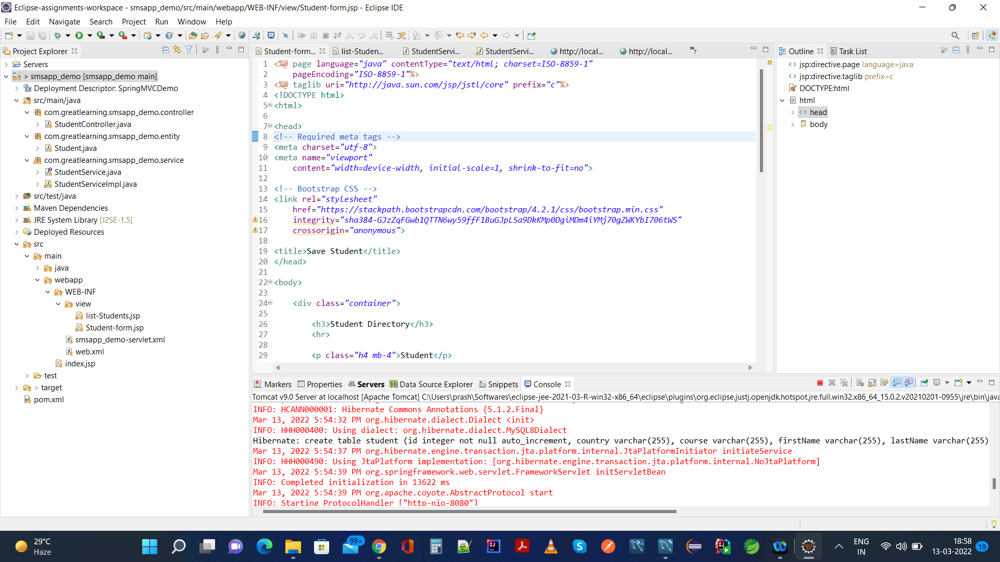 Eclipse-assignments-workspace - smsapp_demo/src/main/webapp/WEB-INF/view/Student-form.jsp - Eclipse IDE
File Edit Navigate Search Project Run Window Help
Project Explorer
Servers
> smsapp_demo [smsapp_demo main]
Deployment Descriptor: SpringMVCDemo
src/main/java
com.greatlearning.smsapp_demo.controller
StudentController.java
com.greatlearning.smsapp_demo.entity
Student.java
com.greatlearning.smsapp_demo.service
StudentService.java
StudentServiceImpl.java
src/test/java
Maven Dependencies
JRE System Library [J2SE-1.5]
Deployed Resources
src
main
java
webapp
WEB-INF
view
list-Students.jsp
Student-form.jsp
smsapp_demo-servlet.xml
web.xml
index.jsp
test
> target
pom.xml
Student-form... list-Studen... StudentServi... StudentServi... http://local... http://local... »7
1 <%@ page language="java" contentType="text/html; charset=ISO-8859-1"
2 pageEncoding="ISO-8859-1"%>
3 <%@ taglib uri="http://java.sun.com/jsp/jstl/core" prefix="c"%>
4 <!DOCTYPE html>
5 <html>
6
7 <head>
8 <!-- Required meta tags -->
9 <meta charset="utf-8">
10 <meta name="viewport"
11 content="width=device-width, initial-scale=1, shrink-to-fit=no">
12
13 <!-- Bootstrap CSS -->
14 <link rel="stylesheet"
15 href="https://stackpath.bootstrapcdn.com/bootstrap/4.2.1/css/bootstrap.min.css"
16 integrity="sha384-GJzZqFGwb1QTTN6wy59ffF1BuGJpLSa9DkKMp0DgiMDm4iYMj70gZWKYbI706tWS"
17 crossorigin="anonymous">
18
19 <title>Save Student</title>
20 </head>
21
22 <body>
23
24 <div class="container">
25
26 <h3>Student Directory</h3>
27 <hr>
28
29 <p class="h4 mb-4">Student</p>
Outline Task List
jsp:directive.page language=java
jsp:directive.taglib prefix=c
DOCTYPE:html
html
head
body
Markers Properties Servers Data Source Explorer Snippets Console
Tomcat v9.0 Server at localhost [Apache Tomcat] C:\Users\prash\Softwares\eclipse-jee-2021-03-R-win32-x86_64\eclipse\plugins\org.eclipse.justj.openjdk.hotspot.jre.full.win32.x86_64_15.0.2.v20210201-0955\jre\bin\java
INFO: HCANN000001: Hibernate Commons Annotations {5.1.2.Final}
Mar 13, 2022 5:54:32 PM org.hibernate.dialect.Dialect <init>
INFO: HHH000400: Using dialect: org.hibernate.dialect.MySQL8Dialect
Hibernate: create table student (id integer not null auto_increment, country varchar(255), course varchar(255), firstName varchar(255), lastName varchar(255)
Mar 13, 2022 5:54:37 PM org.hibernate.engine.transaction.jta.platform.internal.JtaPlatformInitiator initiateService
INFO: HHH000490: Using JtaPlatform implementation: [org.hibernate.engine.transaction.jta.platform.internal.NoJtaPlatform]
Mar 13, 2022 5:54:39 PM org.springframework.web.servlet.FrameworkServlet initServletBean
INFO: Completed initialization in 13622 ms
Mar 13, 2022 5:54:39 PM org.apache.coyote.AbstractProtocol start
INFO: Starting ProtocolHandler ["http-nio-8080"]
29°C
Haze
99+
ENG
IN
18:58
13-03-2022
19